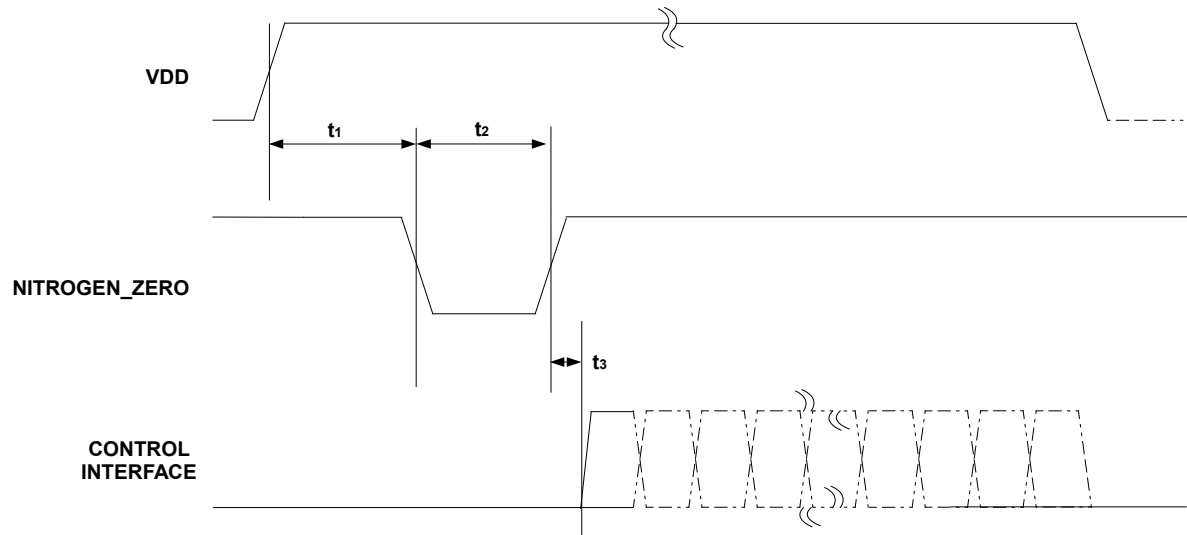 VDD
t1
t2
NITROGEN_ZERO
t3
CONTROL
INTERFACE